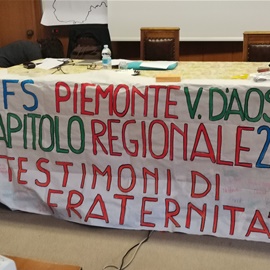 FS PIEMONTE V. D'AOS
APITOLO REGIONALE 2
TESTIMONI DI
FRATERNITA